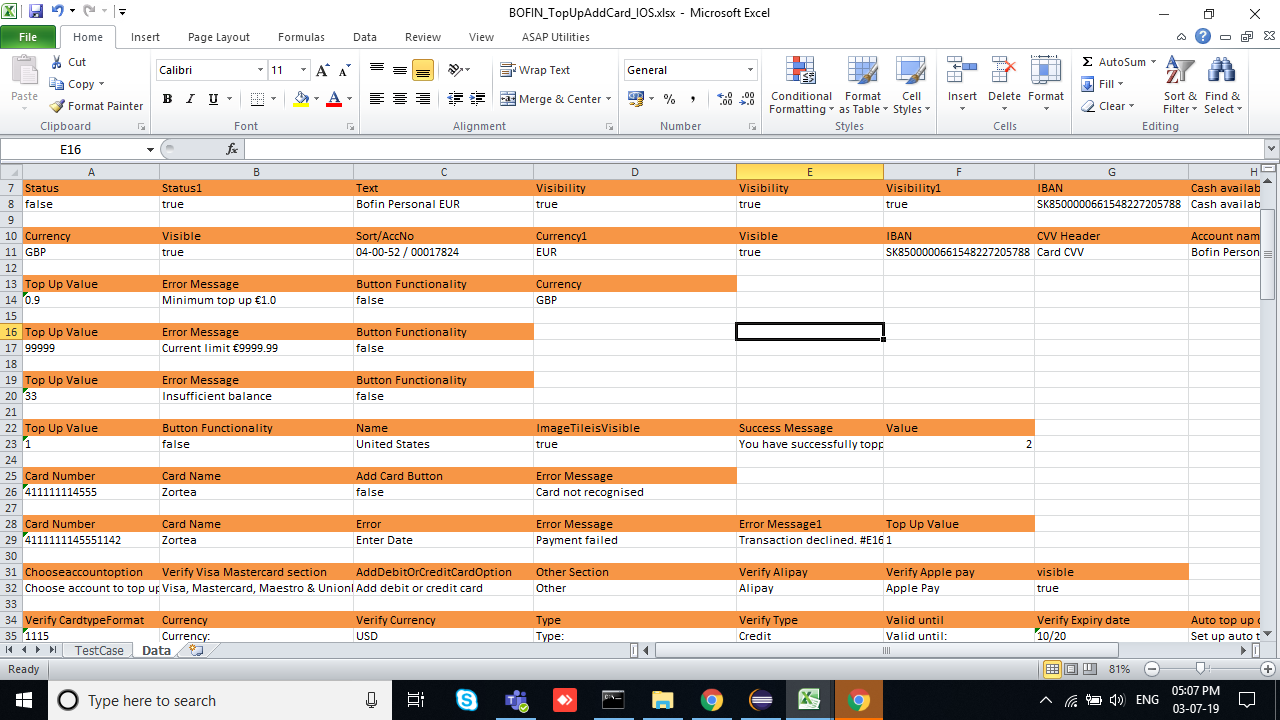 BOFIN_TopUpAddCard_IOS.xlsx - Microsoft Excel
File Home Insert Page Layout Formulas Data Review View ASAP Utilities
Paste Cut Copy Format Painter Clipboard
Calibri 11 B I U Font
Wrap Text Merge & Center Alignment
General % , Number
Conditional Formatting Format as Table Cell Styles Styles
Insert Delete Format Cells
Σ AutoSum Fill Clear Sort & Filter Find & Select Editing
E16 fx
A B C D E F G H
7 Status Status1 Text Visibility Visibility Visibility1 IBAN Cash availab
8 false true Bofin Personal EUR true true true SK8500000661548227205788 Cash availab
9
10 Currency Visible Sort/AccNo Currency1 Visible IBAN CVV Header Account nam
11 GBP true 04-00-52 / 00017824 EUR true SK8500000661548227205788 Card CVV Bofin Person
12
13 Top Up Value Error Message Button Functionality Currency
14 0.9 Minimum top up €1.0 false GBP
15
16 Top Up Value Error Message Button Functionality
17 99999 Current limit €9999.99 false
18
19 Top Up Value Error Message Button Functionality
20 33 Insufficient balance false
21
22 Top Up Value Button Functionality Name ImageTileisVisible Success Message Value
23 1 false United States true You have successfully topp 2
24
25 Card Number Card Name Add Card Button Error Message
26 411111114555 Zortea false Card not recognised
27
28 Card Number Card Name Error Error Message Error Message1 Top Up Value
29 4111111145551142 Zortea Enter Date Payment failed Transaction declined. #E16 1
30
31 Chooseaccountoption Verify Visa Mastercard section AddDebitOrCreditCardOption Other Section Verify Alipay Verify Apple pay visible
32 Choose account to top up Visa, Mastercard, Maestro & Union Add debit or credit card Other Alipay Apple Pay true
33
34 Verify CardtypeFormat Currency Verify Currency Type Verify Type Valid until Verify Expiry date Auto top up
35 1115 Currency: USD Type: Credit Valid until: 10/20 Set up auto t
TestCase Data
Ready 81%
Type here to search ENG 05:07 PM
03-07-19